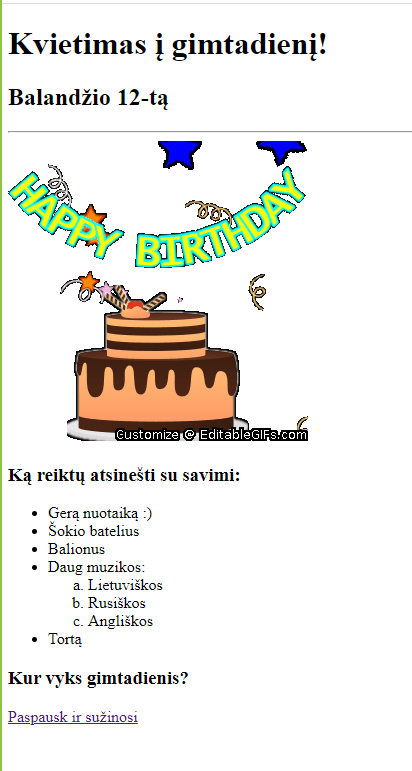 Kvietimas į gimtadienį!
Balandžio 12-tą
HAPPY BIRTHDAY
Customize @ EditableGIFs.com
Ką reiktų atsinešti su savimi:
• Gerą nuotaiką :)
• Šokio batelius
• Balionus
• Daug muzikos:
a. Lietuviškos
b. Rusiškos
c. Angliškos
• Tortą
Kur vyks gimtadienis?
Paspausk ir sužinosi